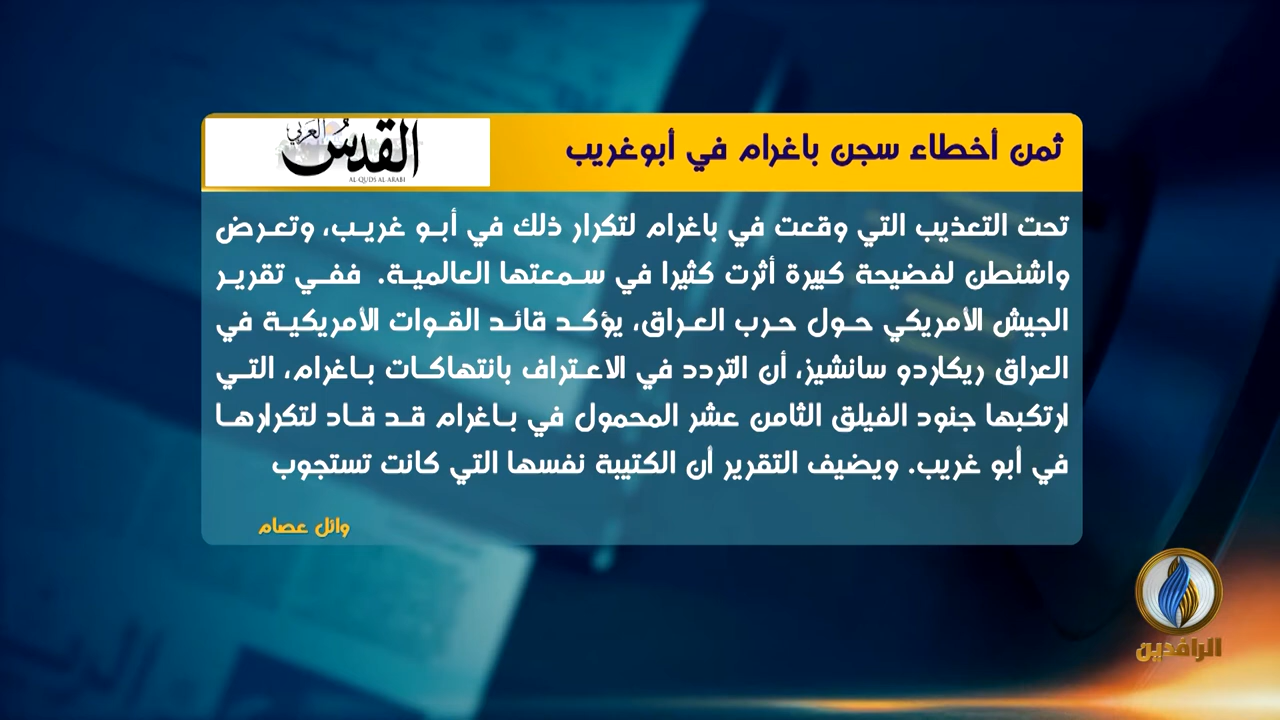 ثمن أخطاء سجن باغرام في أبوغريب
القدس العربي
AL-QUDS AL-ARABI
تحت التعذيب التي وقعت في باغرام لتكرار ذلك في أبو غريب، وتعرض
واشنطن لفضيحة كبيرة أثرت كثيرا في سمعتها العالمية. ففي تقرير
الجيش الأمريكي حول حرب العراق، يؤكد قائد القوات الأمريكية في
العراق ريكاردو سانشيز، أن التردد في الاعتراف بانتهاكات باغرام، التي
ارتكبها جنود الفيلق الثامن عشر المحمول في باغرام قد قاد لتكرارها
في أبو غريب. ويضيف التقرير أن الكتيبة نفسها التي كانت تستجوب
وائل عصام
الرافدين